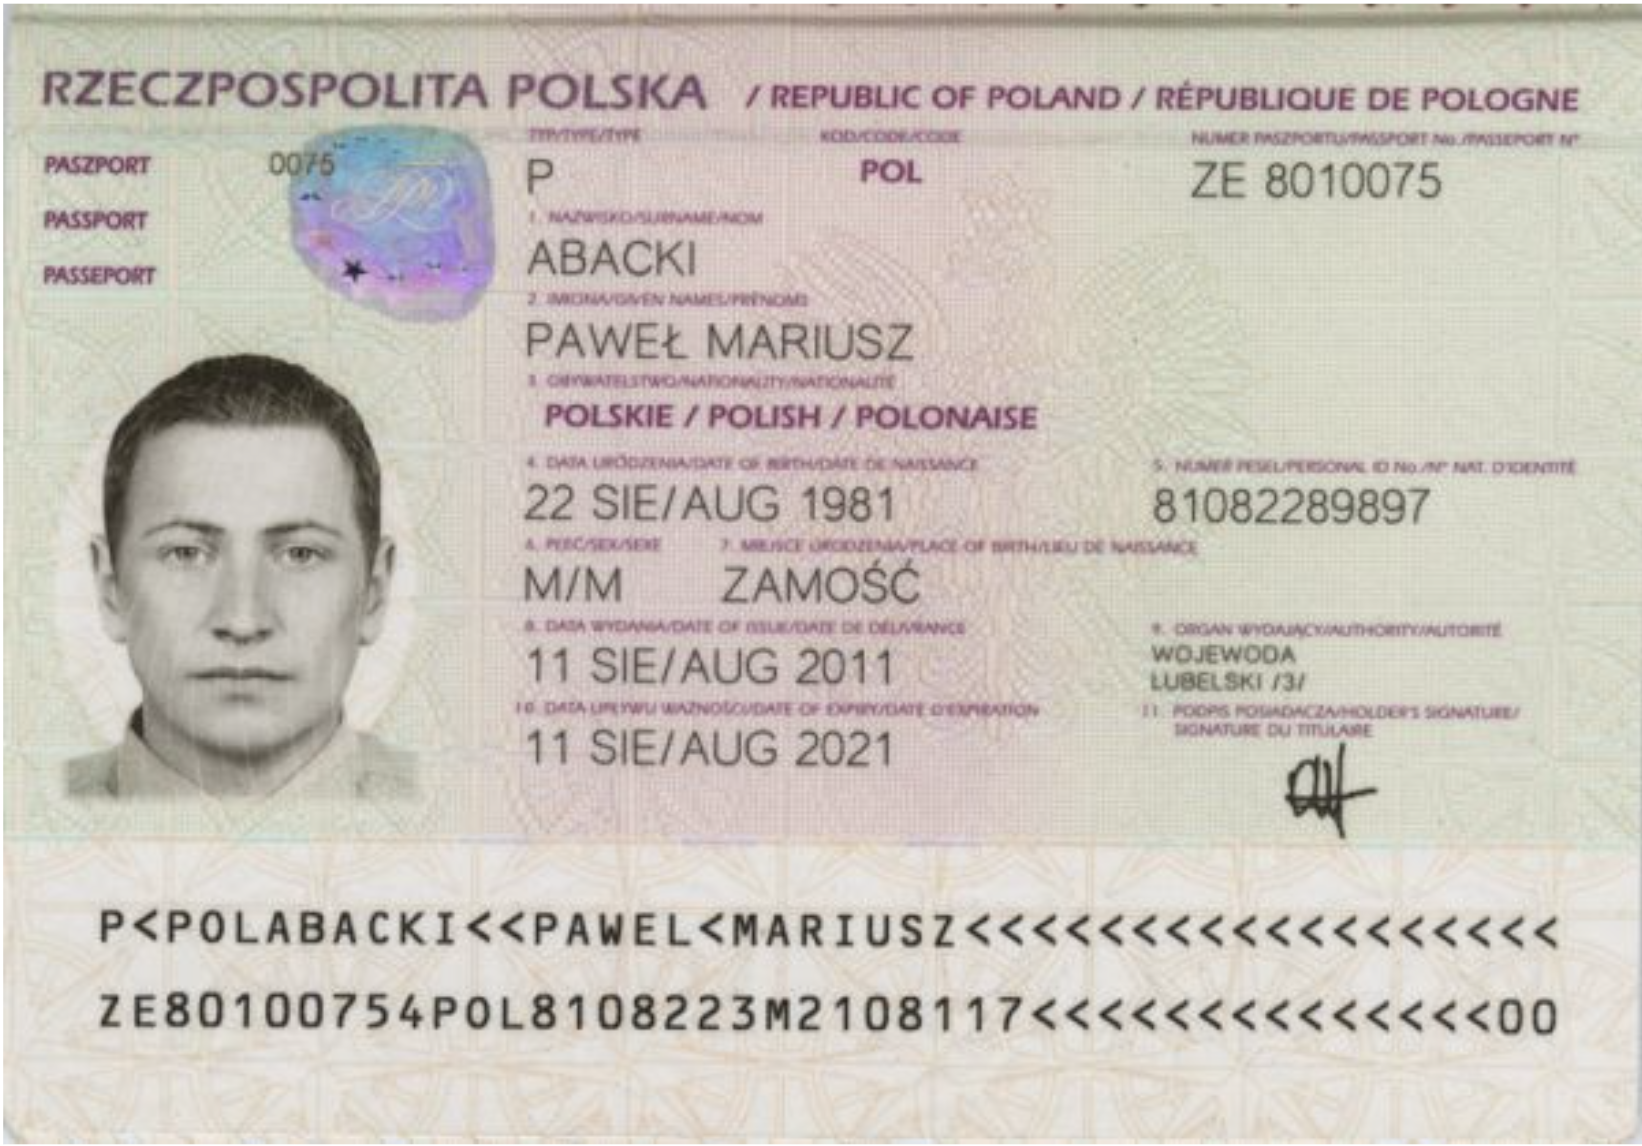 RZECZPOSPOLITA POLSKA / REPUBLIC OF POLAND / RÉPUBLIQUE DE POLOGNE
TYP/TYPE/TYPE KOD/CODE/CODE NUMER PASZPORTU/PASSPORT No./PASSEPORT N°
PASZPORT 0075 P POL ZE 8010075
PASSPORT
1. NAZWISKO/SURNAME/NOM
ABACKI
PASSEPORT
2. IMIONA/GIVEN NAMES/PRÉNOMS
PAWEŁ MARIUSZ
3. OBYWATELSTWO/NATIONALITY/NATIONALITÉ
POLSKIE / POLISH / POLONAISE
4. DATA URODZENIA/DATE OF BIRTH/DATE DE NAISSANCE 5. NUMER PESEL/PERSONAL ID No./N° NAT. D'IDENTITÉ
22 SIE/AUG 1981 81082289897
6. PŁEĆ/SEX/SEXE 7. MIEJSCE URODZENIA/PLACE OF BIRTH/LIEU DE NAISSANCE
M/M ZAMOŚĆ
8. DATA WYDANIA/DATE OF ISSUE/DATE DE DÉLIVRANCE 9. ORGAN WYDAJĄCY/AUTHORITY/AUTORITÉ
11 SIE/AUG 2011 WOJEWODA
LUBELSKI /3/
10. DATA UPŁYWU WAŻNOŚCI/DATE OF EXPIRY/DATE D'EXPIRATION 11. PODPIS POSIADACZA/HOLDER'S SIGNATURE/
SIGNATURE DU TITULAIRE
11 SIE/AUG 2021
P<POLABACKI<<PAWEL<MARIUSZ<<<<<<<<<<<<<<<<<<
ZE80100754POL8108223M2108117<<<<<<<<<<<<<<00